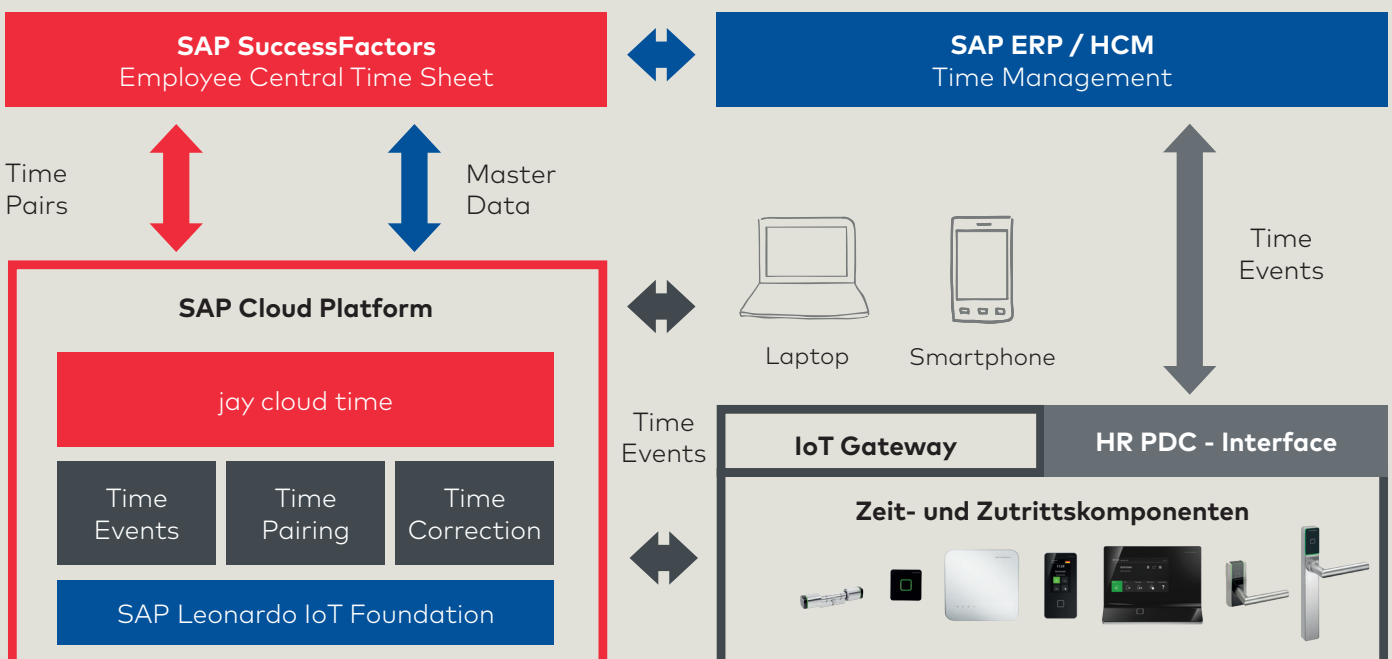 SAP SuccessFactors
Employee Central Time Sheet
SAP ERP / HCM
Time Management
Time
Pairs
Master
Data
Time
Events
SAP Cloud Platform
jay cloud time
Time
Events
Time
Pairing
Time
Correction
SAP Leonardo IoT Foundation
Laptop
Smartphone
Time
Events
IoT Gateway
HR PDC - Interface
Zeit- und Zutrittskomponenten